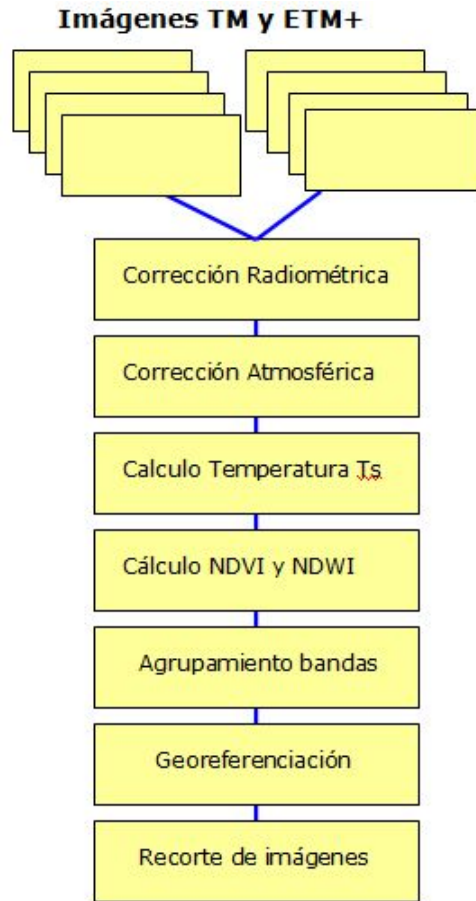 Imágenes TM y ETM+
Corrección Radiométrica
Corrección Atmosférica
Calculo Temperatura Ts
Cálculo NDVI y NDWI
Agrupamiento bandas
Georeferenciación
Recorte de imágenes